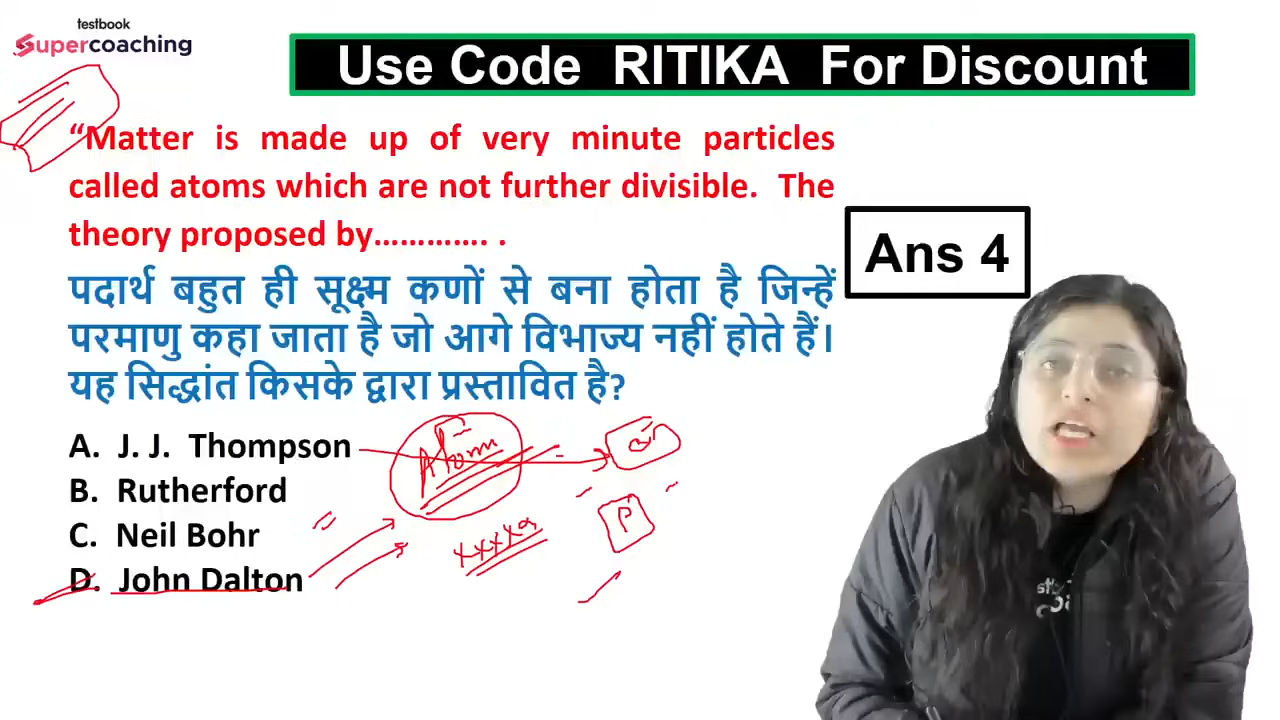 testbook
Supercoaching
Use Code RITIKA For Discount
“Matter is made up of very minute particles
called atoms which are not further divisible. The
theory proposed by…………. .
Ans 4
पदार्थ बहुत ही सूक्ष्म कणों से बना होता है जिन्हें
परमाणु कहा जाता है जो आगे विभाज्य नहीं होते हैं।
यह सिद्धांत किसके द्वारा प्रस्तावित है?
A. J. J. Thompson
B. Rutherford
C. Neil Bohr
D. John Dalton
Atom
P